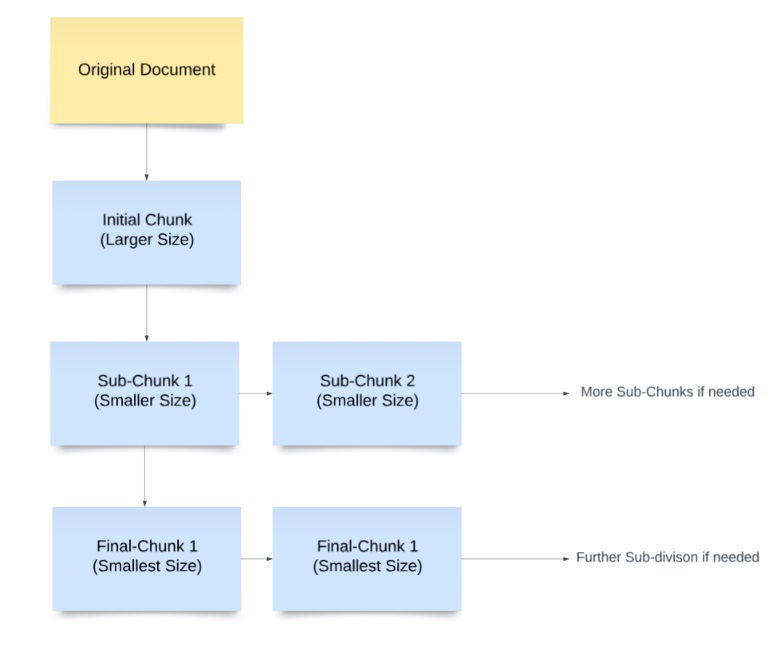 Original Document
Initial Chunk
(Larger Size)
Sub-Chunk 1
(Smaller Size)
Sub-Chunk 2
(Smaller Size)
More Sub-Chunks if needed
Final-Chunk 1
(Smallest Size)
Final-Chunk 1
(Smallest Size)
Further Sub-divison if needed